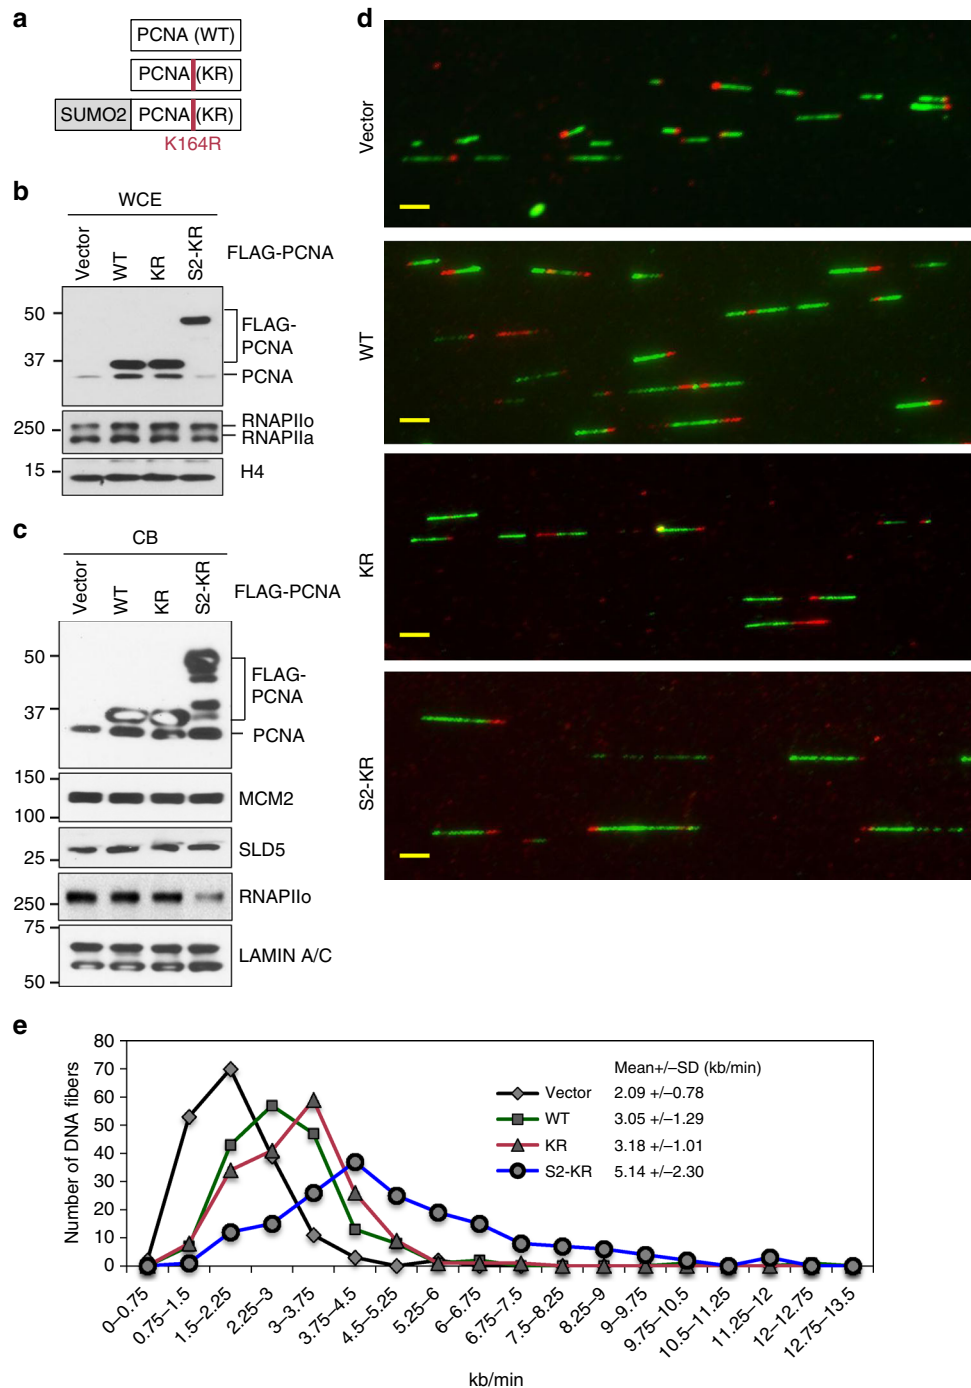 a
PCNA (WT)
PCNA (KR)
SUMO2 PCNA (KR)
K164R
b
WCE
Vector WT KR S2-KR FLAG-PCNA
50
37
FLAG-
PCNA
PCNA
250
RNAPIIo
RNAPIIa
15
H4
c
CB
Vector WT KR S2-KR FLAG-PCNA
50
37
FLAG-
PCNA
PCNA
150
100
MCM2
25
SLD5
250
RNAPIIo
75
50
LAMIN A/C
d
Vector
WT
KR
S2-KR
e
Number of DNA fibers
80
70
60
50
40
30
20
10
0
Mean+/–SD (kb/min)
Vector 2.09 +/–0.78
WT 3.05 +/–1.29
KR 3.18 +/–1.01
S2-KR 5.14 +/–2.30
0–0.75
0.75–1.5
1.5–2.25
2.25–3
3–3.75
3.75–4.5
4.5–5.25
5.25–6
6–6.75
6.75–7.5
7.5–8.25
8.25–9
9–9.75
9.75–10.5
10.5–11.25
11.25–12
12–12.75
12.75–13.5
kb/min